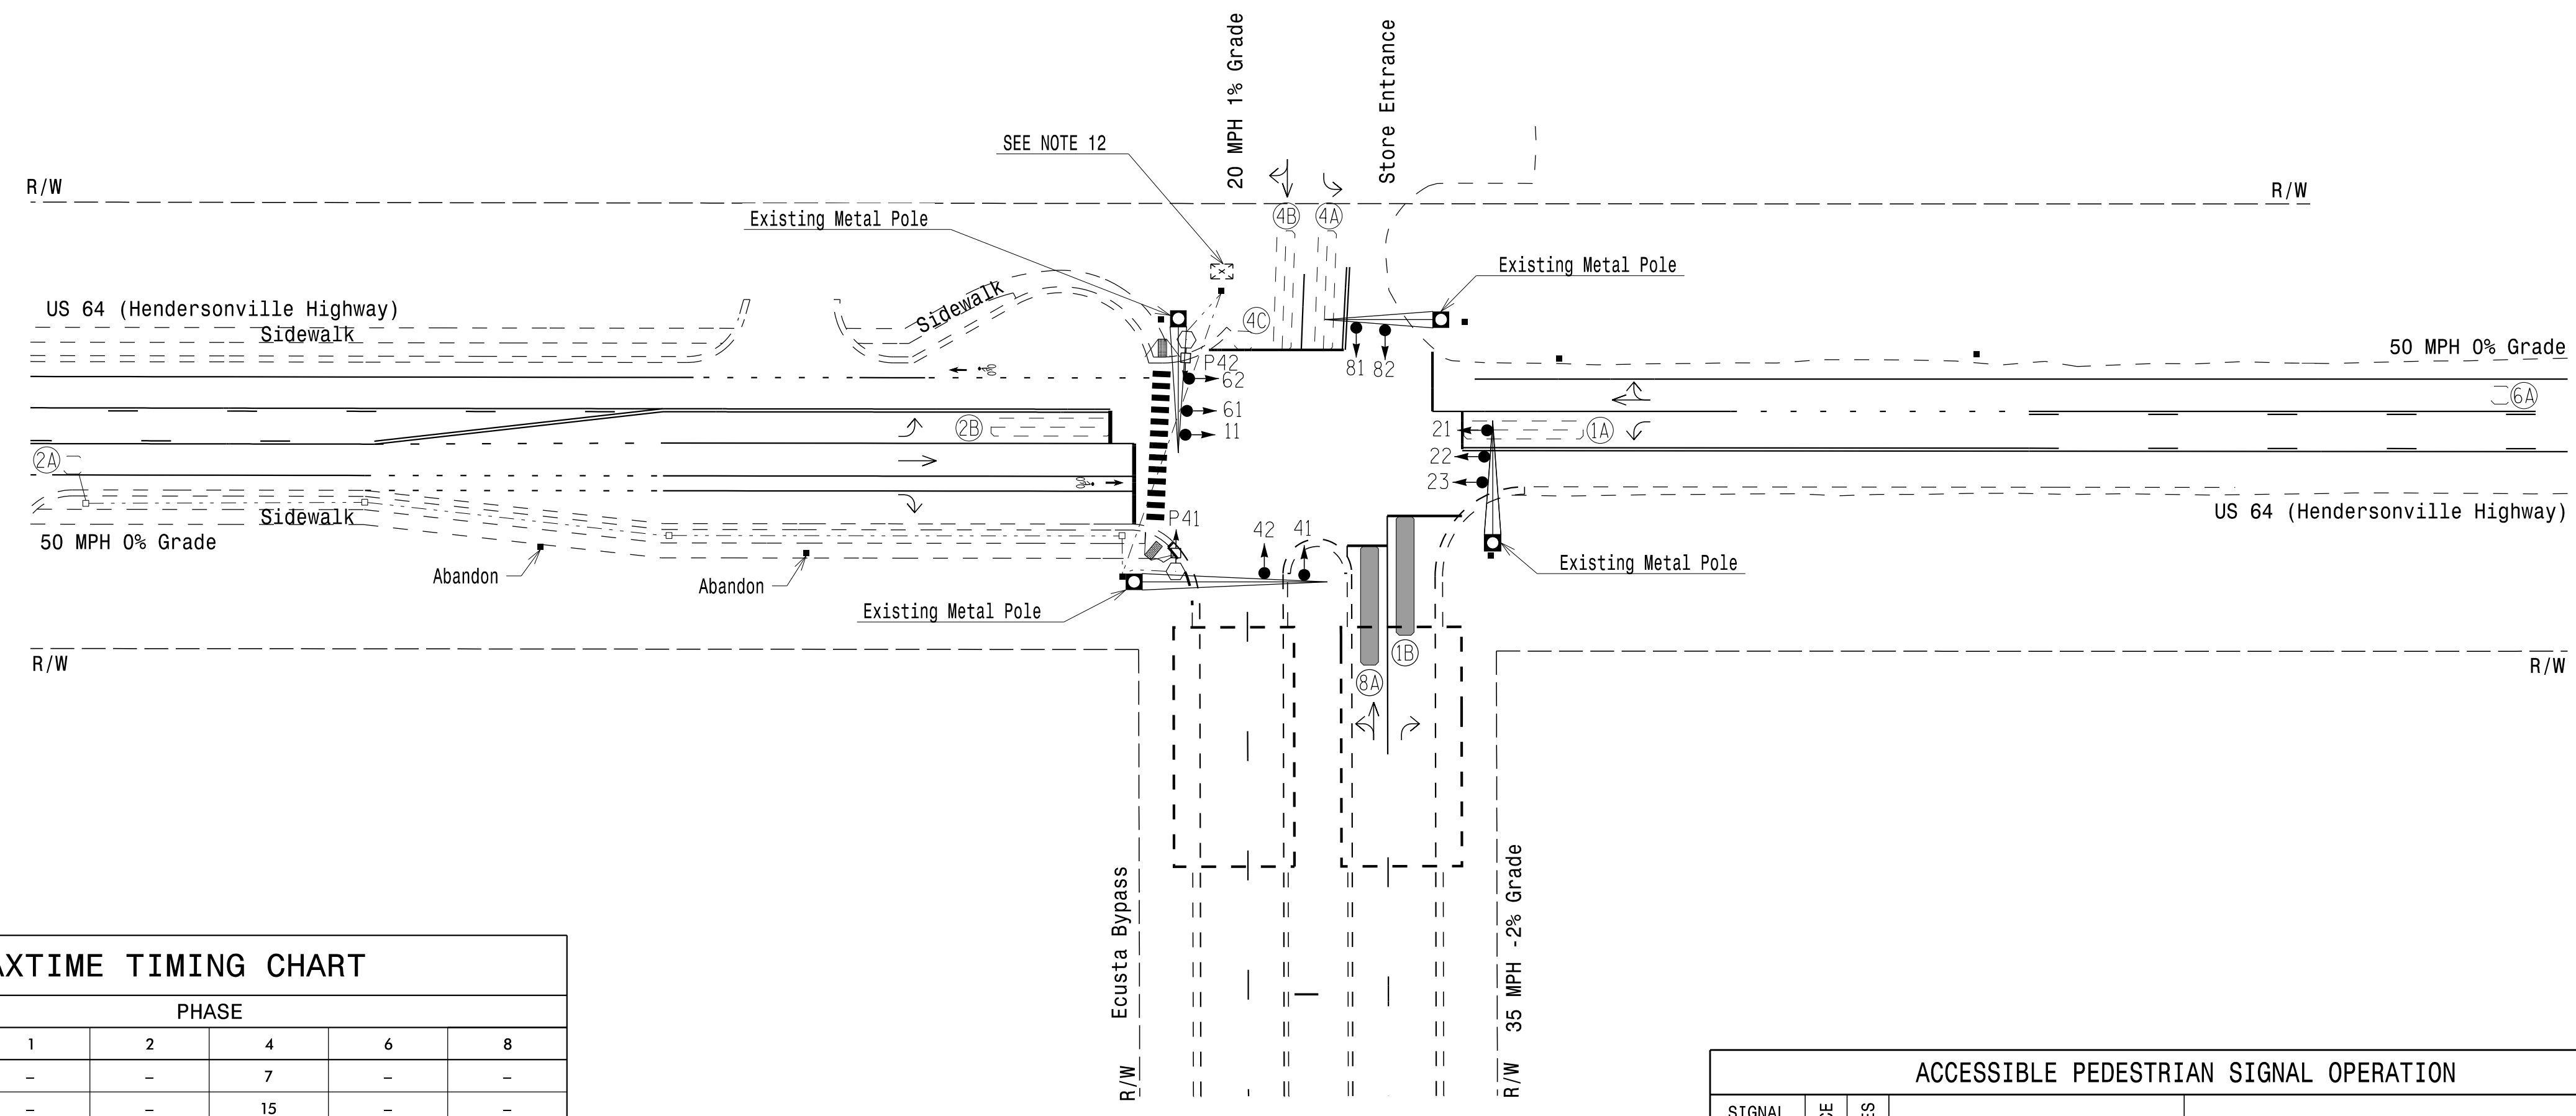 20 MPH 1% Grade
Store Entrance
SEE NOTE 12
R/W
R/W
4B
4A
Existing Metal Pole
Existing Metal Pole
US 64 (Hendersonville Highway)
Sidewalk
Sidewalk
4C
50 MPH 0% Grade
P42
62
81 82
61
11
6A
2B
21
1A
2A
22
23
Sidewalk
P41
US 64 (Hendersonville Highway)
50 MPH 0% Grade
42
41
Abandon
Abandon
Existing Metal Pole
Existing Metal Pole
R/W
1B
R/W
8A
Ecusta Bypass
35 MPH -2% Grade
R/W
R/W
AXTIME TIMING CHART
PHASE
1 2 4 6 8
- - 7 - -
- - 15 - -
ACCESSIBLE PEDESTRIAN SIGNAL OPERATION
SIGNAL